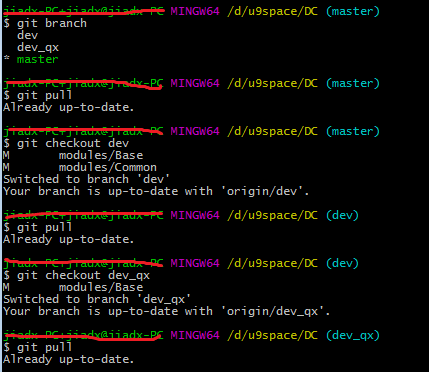 jiadx-PC+jiadx@jiadx-PC MINGW64 /d/u9space/DC (master)
$ git branch
  dev
  dev_qx
* master
jiadx-PC+jiadx@jiadx-PC MINGW64 /d/u9space/DC (master)
$ git pull
Already up-to-date.
jiadx-PC+jiadx@jiadx-PC MINGW64 /d/u9space/DC (master)
$ git checkout dev
M       modules/Base
M       modules/Common
Switched to branch 'dev'
Your branch is up-to-date with 'origin/dev'.
jiadx-PC+jiadx@jiadx-PC MINGW64 /d/u9space/DC (dev)
$ git pull
Already up-to-date.
jiadx-PC+jiadx@jiadx-PC MINGW64 /d/u9space/DC (dev)
$ git checkout dev_qx
M       modules/Base
Switched to branch 'dev_qx'
Your branch is up-to-date with 'origin/dev_qx'.
jiadx-PC+jiadx@jiadx-PC MINGW64 /d/u9space/DC (dev_qx)
$ git pull
Already up-to-date.